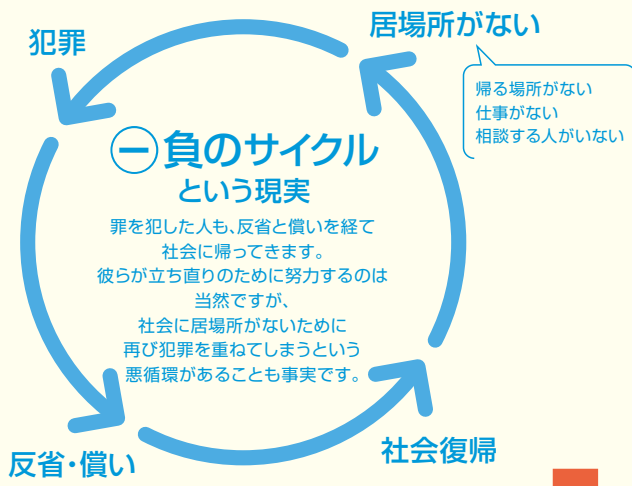 居場所がない
犯罪
帰る場所がない
仕事がない
相談する人がいない
㊀負のサイクル
という現実
罪を犯した人も、反省と償いを経て
社会に帰ってきます。
彼らが立ち直りのために努力するのは
当然ですが、
社会に居場所がないために
再び犯罪を重ねてしまうという
悪循環があることも事実です。
社会復帰
反省・償い